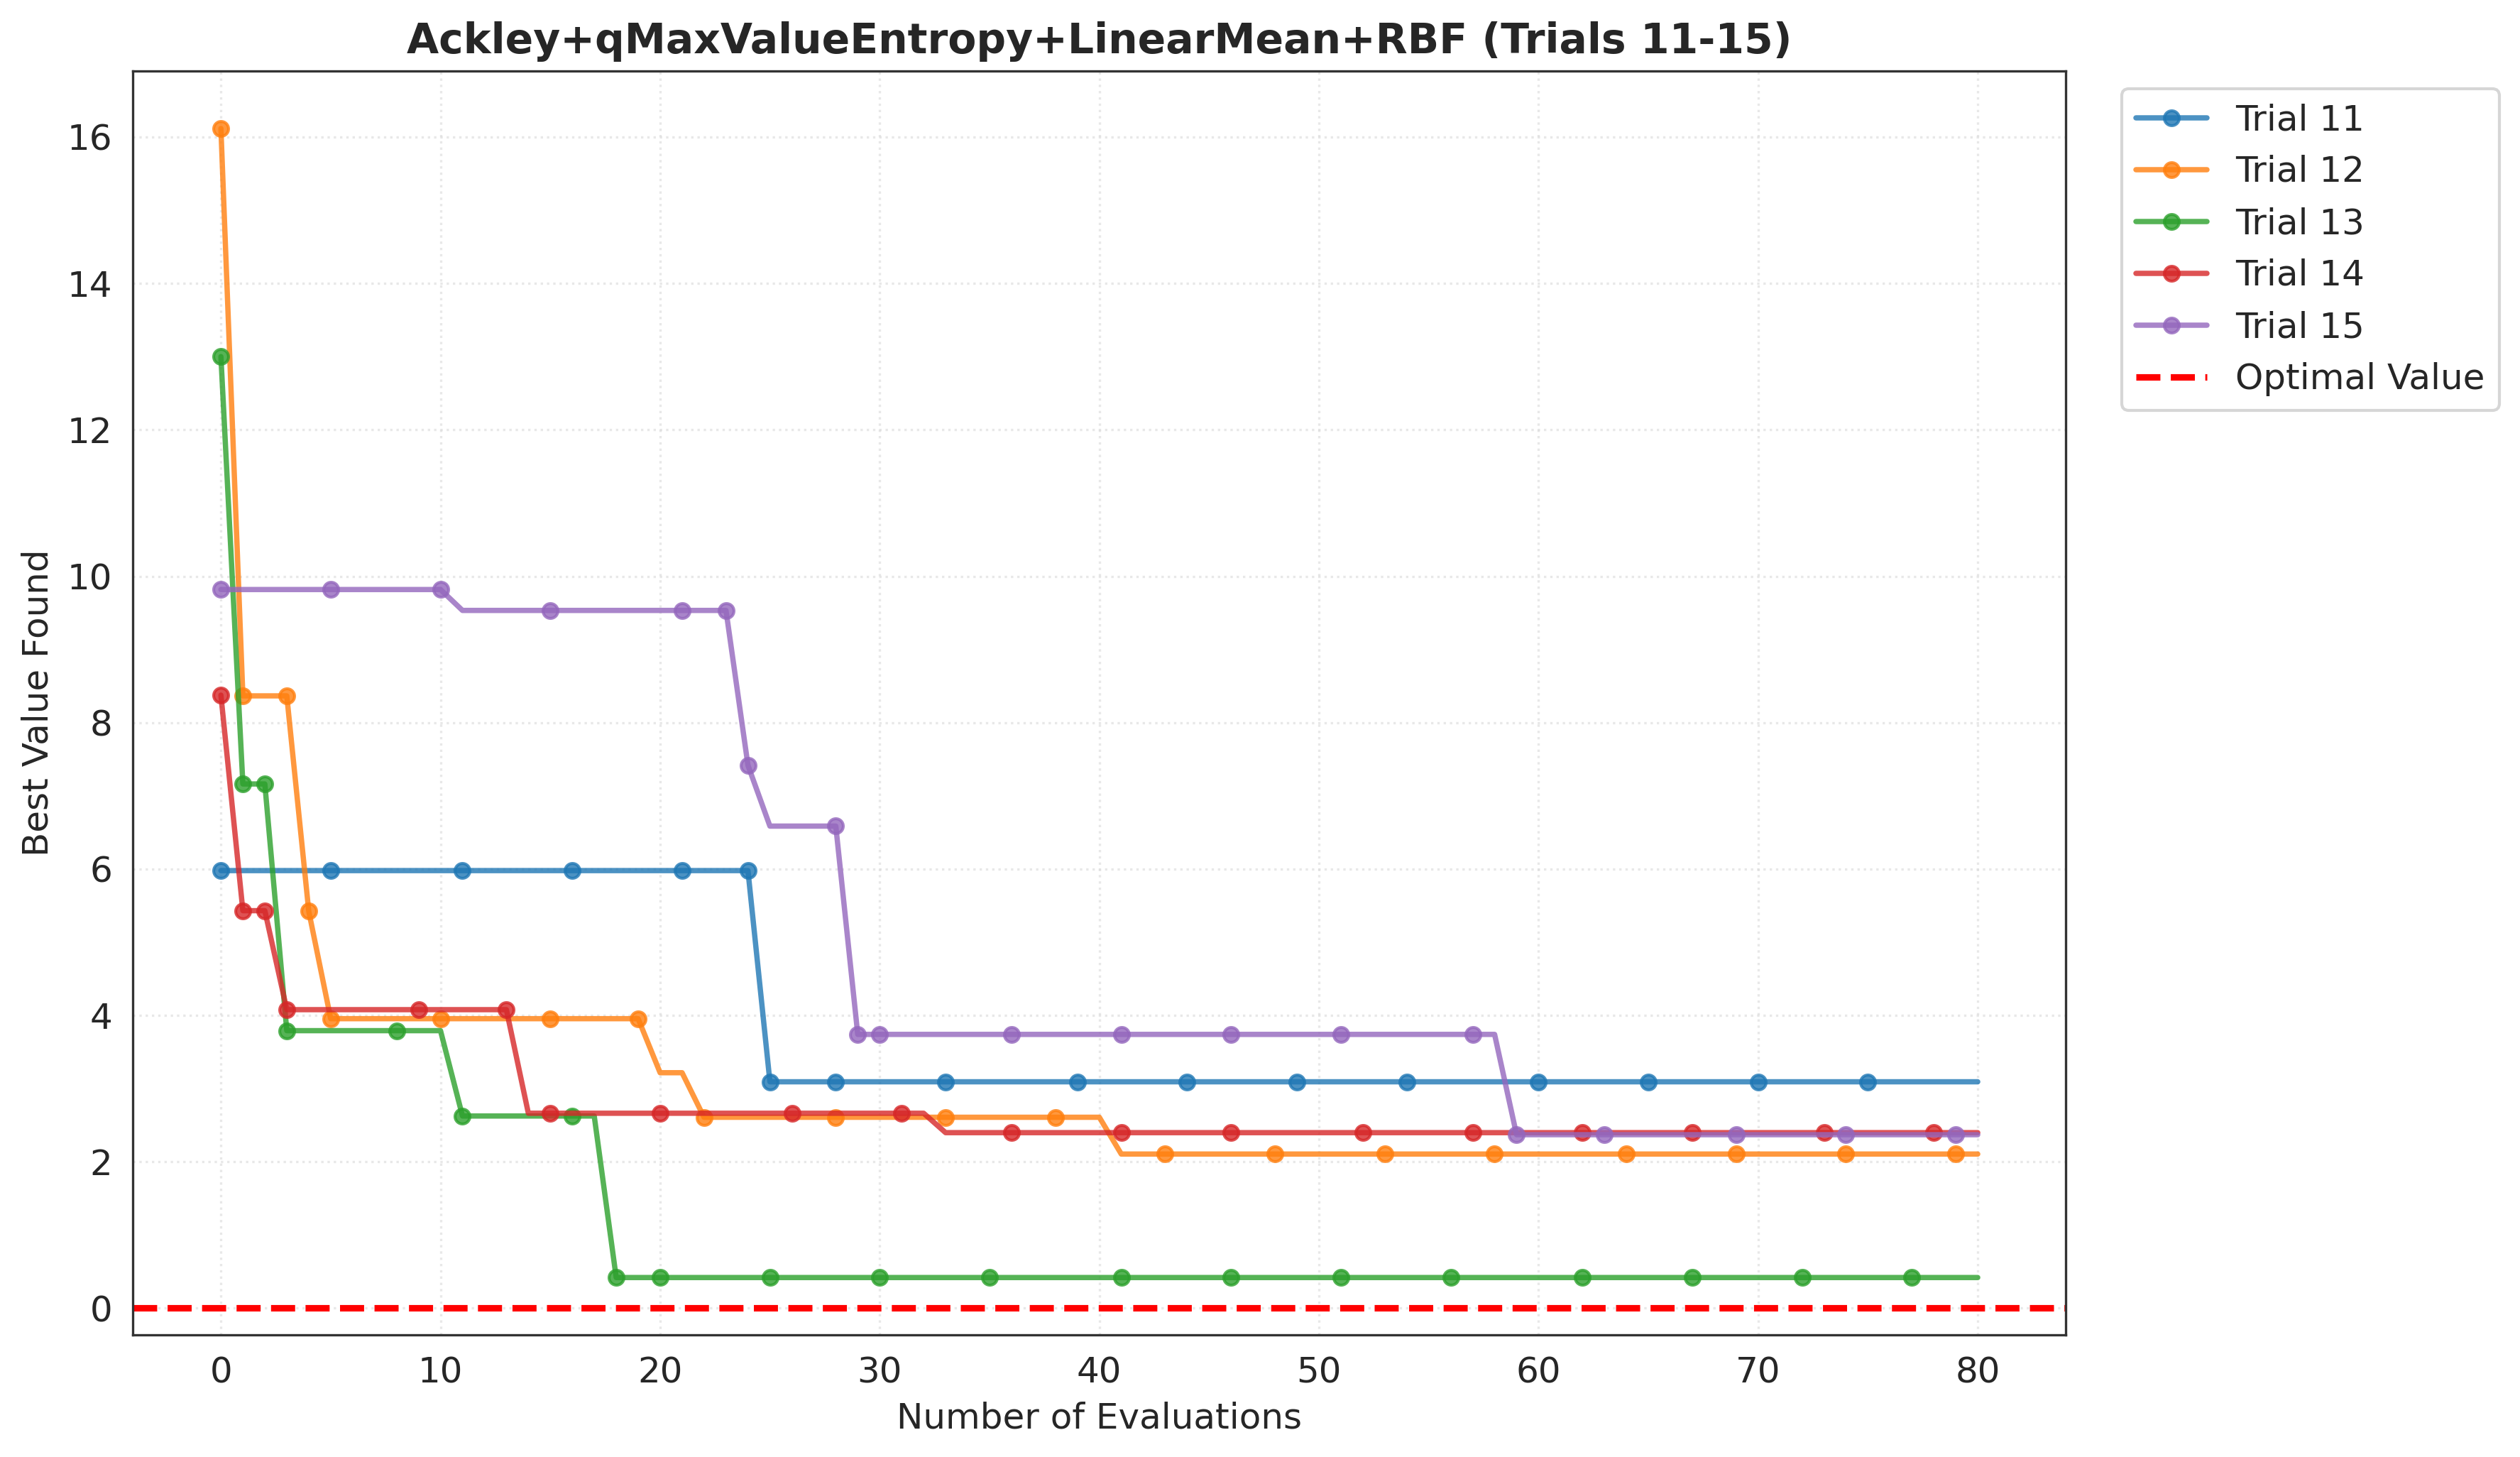 Ackley+qMaxValueEntropy+LinearMean+RBF (Trials 11-15)
Best Value Found
16
14
12
10
8
6
4
2
0
0 10 20 30 40 50 60 70 80
Number of Evaluations
Trial 11
Trial 12
Trial 13
Trial 14
Trial 15
Optimal Value